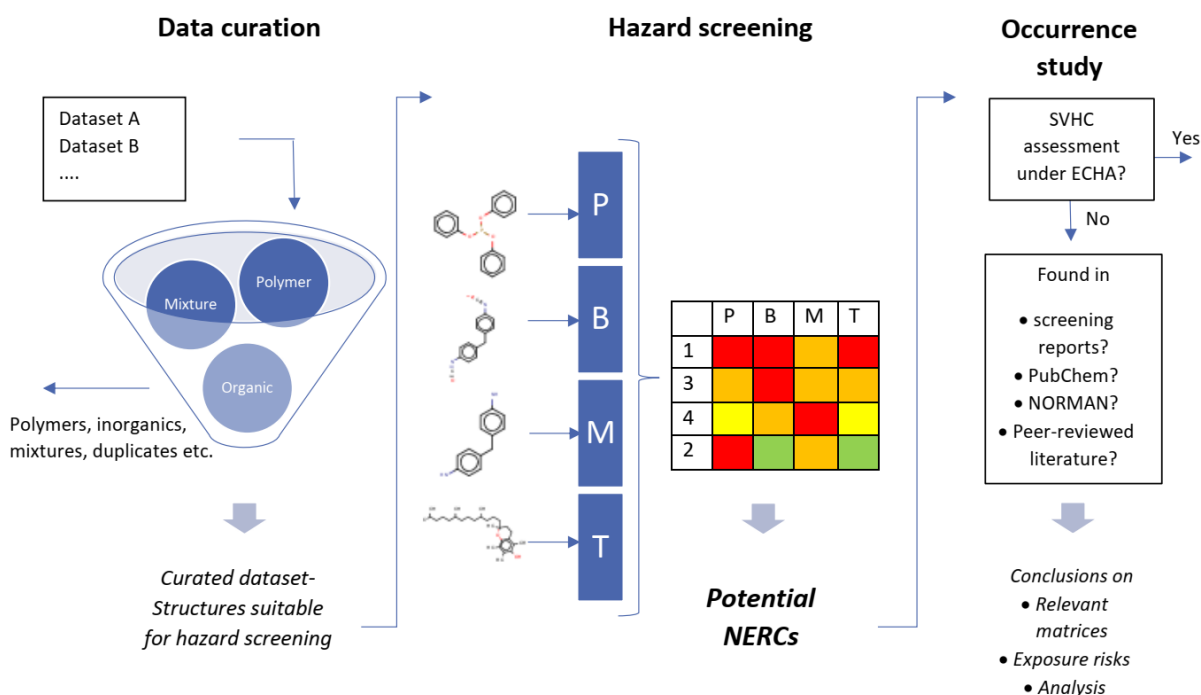 Data curation
Dataset A
Dataset B
....
Mixture
Polymer
Organic
Polymers, inorganics,
mixtures, duplicates etc.
Curated dataset-
Structures suitable
for hazard screening
Hazard screening
P
B
M
T
P B M T
1
3
4
2
Potential
NERCs
Occurrence
study
SVHC
assessment
under ECHA?
Yes
No
Found in
• screening
reports?
• PubChem?
• NORMAN?
• Peer-reviewed
literature?
Conclusions on
• Relevant
matrices
• Exposure risks
• Analysis